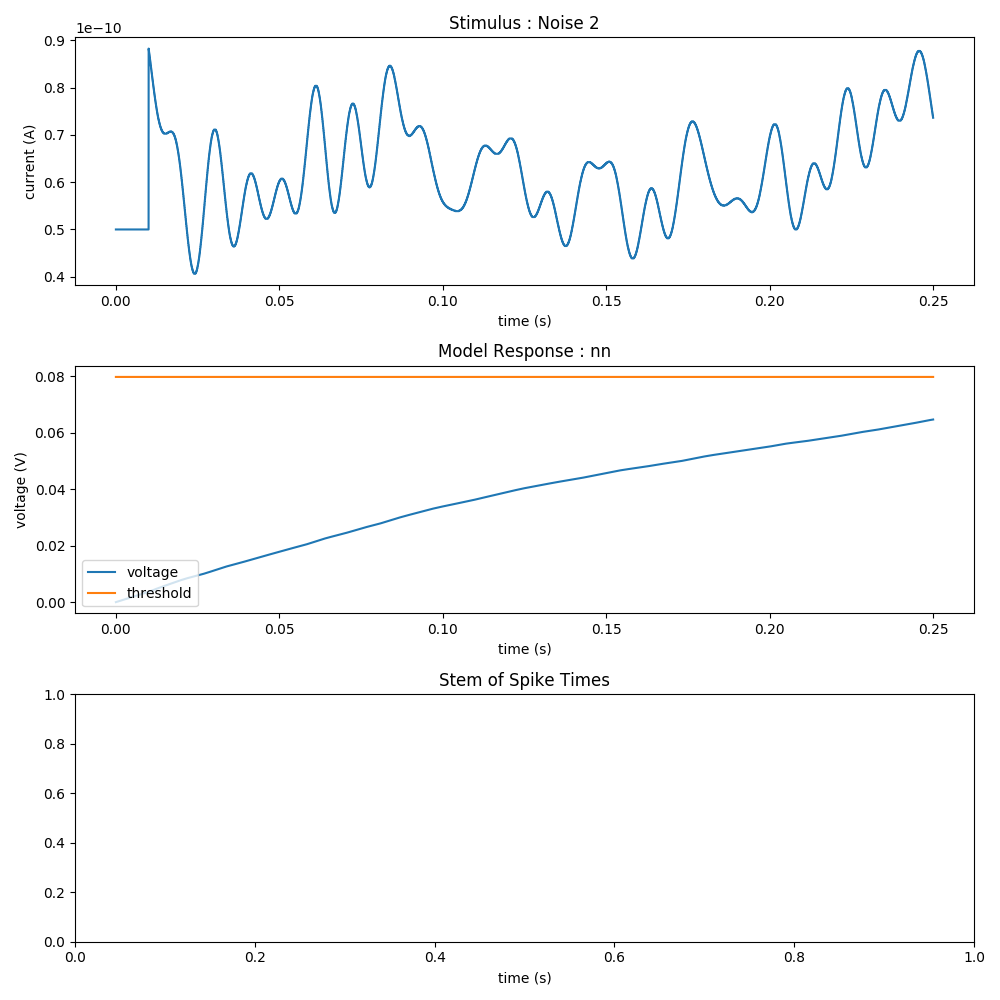 Stimulus : Noise 2
1e−10
0.9
0.8
0.7
0.6
0.5
0.4
current (A)
0.00 0.05 0.10 0.15 0.20 0.25
time (s)
Model Response : nn
0.08
0.06
0.04
0.02
0.00
voltage (V)
voltage
threshold
0.00 0.05 0.10 0.15 0.20 0.25
time (s)
Stem of Spike Times
1.0
0.8
0.6
0.4
0.2
0.0
0.0 0.2 0.4 0.6 0.8 1.0
time (s)